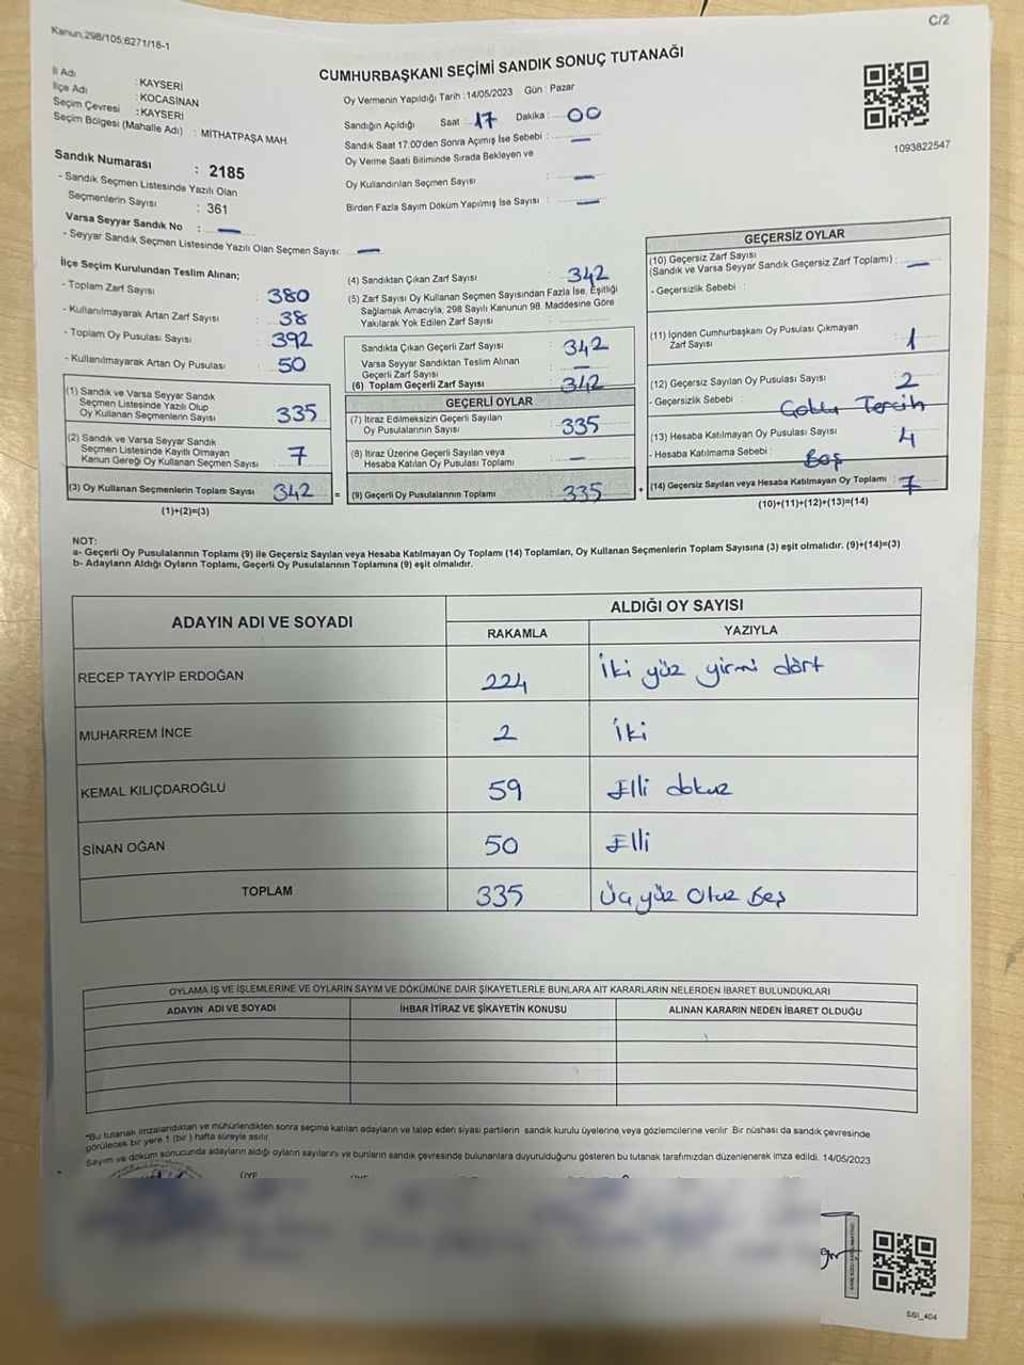 Kanun:298/105;6271/16-1
C/2
CUMHURBAŞKANI SEÇİMİ SANDIK SONUÇ TUTANAĞI
İl Adı : KAYSERİ
İlçe Adı : KOCASİNAN
Seçim Çevresi : KAYSERİ
Seçim Bölgesi (Mahalle Adı) : MİTHATPAŞA MAH.
Sandık Numarası : 2185
- Sandık Seçmen Listesinde Yazılı Olan
Seçmenlerin Sayısı : 361
Varsa Seyyar Sandık No : —
- Seyyar Sandık Seçmen Listesinde Yazılı Olan Seçmen Sayısı: —
Oy Vermenin Yapıldığı Tarih : 14/05/2023 Gün : Pazar
Sandığın Açıldığı Saat : 17 Dakika : 00
Sandık Saat 17.00'den Sonra Açımış İse Sebebi : —
Oy Verme Saati Bitiminde Sırada Bekleyen ve
Oy Kullandırılan Seçmen Sayısı : —
Birden Fazla Sayım Döküm Yapılmış İse Sayısı : —
1093822547
İlçe Seçim Kurulundan Teslim Alınan;
- Toplam Zarf Sayısı : 380
- Kullanılmayarak Artan Zarf Sayısı : 38
- Toplam Oy Pusulası Sayısı : 392
- Kullanılmayarak Artan Oy Pusulası : 50
(1) Sandık ve Varsa Seyyar Sandık
Seçmen Listesinde Yazılı Olup
Oy Kullanan Seçmenlerin Sayısı : 335
(2) Sandık ve Varsa Seyyar Sandık
Seçmen Listesinde Kayıtlı Olmayan
Kanun Gereği Oy Kullanan Seçmen Sayısı : 7
(3) Oy Kullanan Seçmenlerin Toplam Sayısı : 342 =
(1)+(2)=(3)
(4) Sandıktan Çıkan Zarf Sayısı : 342
(5) Zarf Sayısı Oy Kullanan Seçmen Sayısından Fazla İse, Eşitliği
Sağlamak Amacıyla, 298 Sayılı Kanunun 98. Maddesine Göre
Yakılarak Yok Edilen Zarf Sayısı :
Sandıkta Çıkan Geçerli Zarf Sayısı : 342
Varsa Seyyar Sandıktan Teslim Alınan
Geçerli Zarf Sayısı : —
(6) Toplam Geçerli Zarf Sayısı : 342
GEÇERLİ OYLAR
(7) İtiraz Edilmeksizin Geçerli Sayılan
Oy Pusulalarının Sayısı : 335
(8) İtiraz Üzerine Geçerli Sayılan veya
Hesaba Katılan Oy Pusulası Toplamı : —
(9) Geçerli Oy Pusulalarının Toplamı : 335 +
GEÇERSİZ OYLAR
(10) Geçersiz Zarf Sayısı
(Sandık ve Varsa Seyyar Sandık Geçersiz Zarf Toplamı) : —
- Geçersizlik Sebebi :
(11) İçinden Cumhurbaşkanı Oy Pusulası Çıkmayan
Zarf Sayısı : 1
(12) Geçersiz Sayılan Oy Pusulası Sayısı : 2
- Geçersizlik Sebebi : Çoklu Tercih
(13) Hesaba Katılmayan Oy Pusulası Sayısı : 4
- Hesaba Katılmama Sebebi : Boş
(14) Geçersiz Sayılan veya Hesaba Katılmayan Oy Toplamı : 7
(10)+(11)+(12)+(13)=(14)
NOT:
a- Geçerli Oy Pusulalarının Toplamı (9) ile Geçersiz Sayılan veya Hesaba Katılmayan Oy Toplamı (14) Toplamları, Oy Kullanan Seçmenlerin Toplam Sayısına (3) eşit olmalıdır. (9)+(14)=(3)
b- Adayların Aldığı Oyların Toplamı, Geçerli Oy Pusulalarının Toplamına (9) eşit olmalıdır.
ADAYIN ADI VE SOYADI ALDIĞI OY SAYISI
RAKAMLA YAZIYLA
RECEP TAYYİP ERDOĞAN 224 İki yüz yirmi dört
MUHARREM İNCE 2 İki
KEMAL KILIÇDAROĞLU 59 Elli dokuz
SİNAN OĞAN 50 Elli
TOPLAM 335 Üç yüz Otuz Beş
OYLAMA İŞ VE İŞLEMLERİNE VE OYLARIN SAYIM VE DÖKÜMÜNE DAİR ŞİKAYETLERLE BUNLARA AİT KARARLARIN NELERDEN İBARET BULUNDUKLARI
ADAYIN ADI VE SOYADI İHBAR İTİRAZ VE ŞİKAYETİN KONUSU ALINAN KARARIN NEDEN İBARET OLDUĞU
*Bu tutanak imzalandıktan ve mühürlendikten sonra seçime katılan adayların ve talep eden siyasi partilerin sandık kurulu üyelerine veya gözlemcilerine verilir. Bir nüshası da sandık çevresinde
görülecek bir yere 1 (bir) hafta süreyle asılır.
Sayım ve döküm sonucunda adayların aldığı oyların sayılarını ve bunların sandık çevresinde bulunanlara duyurulduğunu gösteren bu tutanak tarafımızdan düzenlenerek imza edildi. 14/05/2023
SSI_404